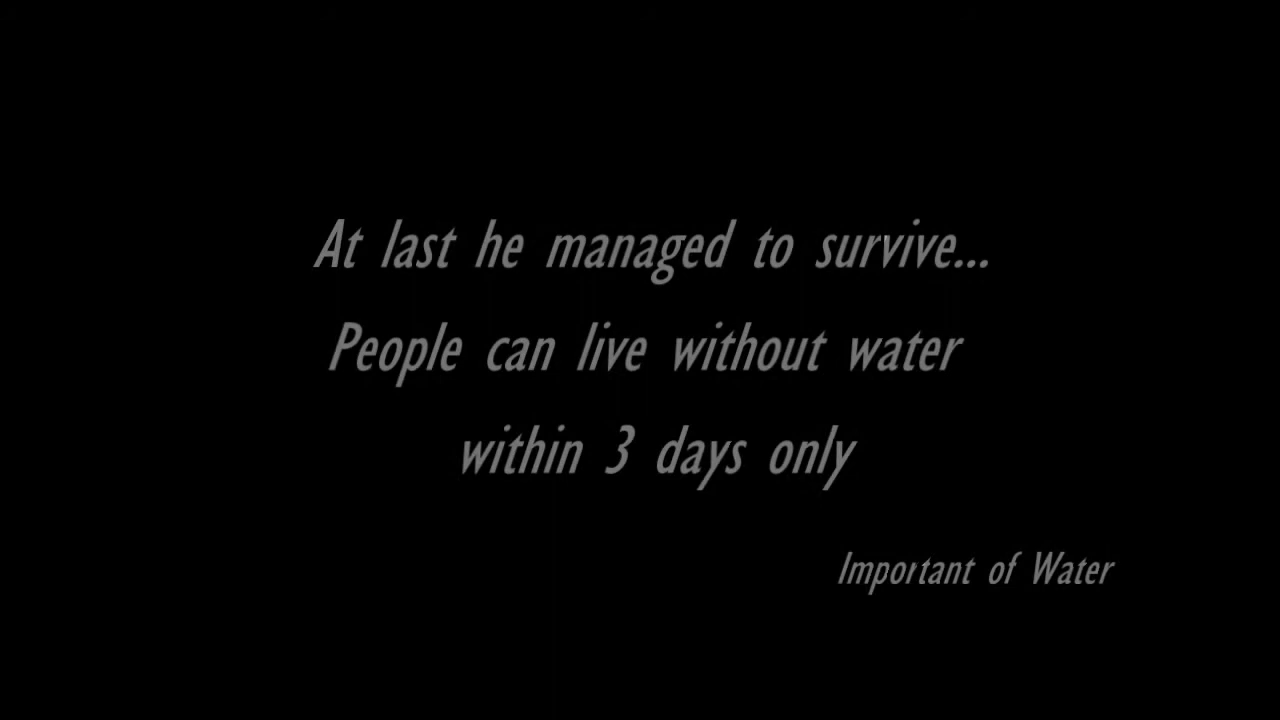 At last he managed to survive...
People can live without water
within 3 days only
Important of Water